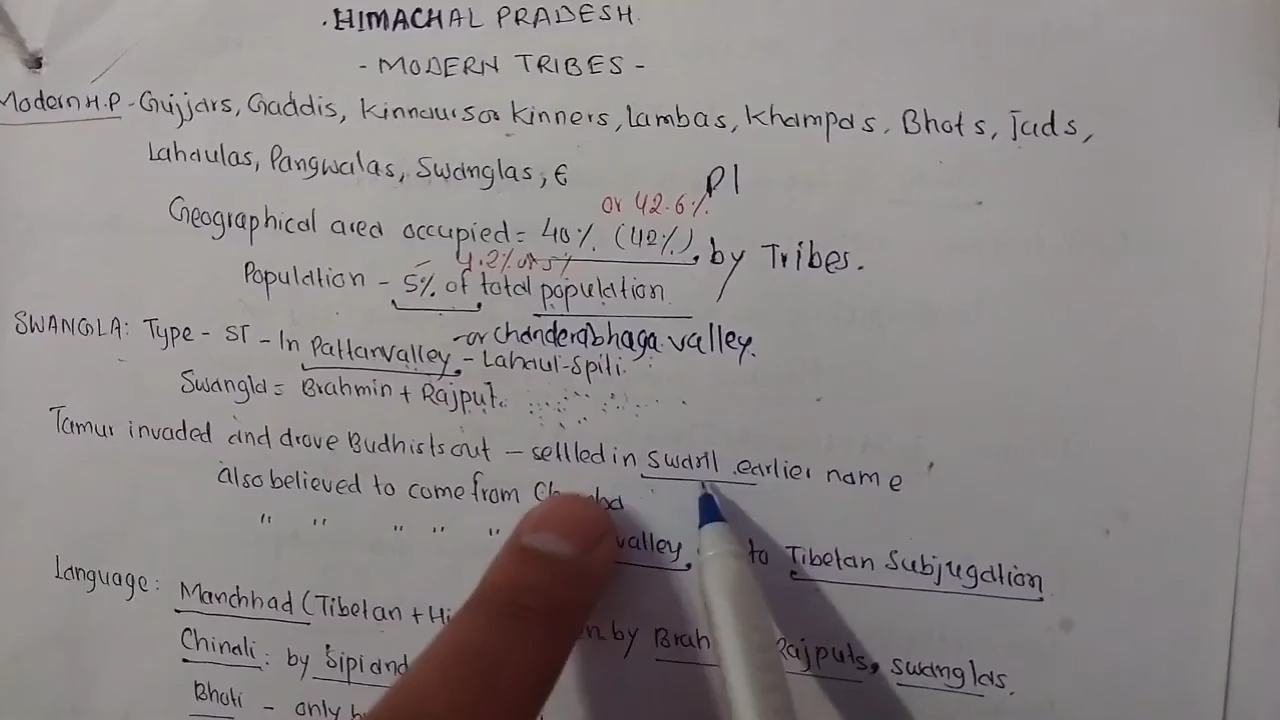 HIMACHAL PRADESH.
- MODERN TRIBES -
Modern H.P - Gujjars, Gaddis, Kinnaurs or Kinners, Lambas, Khampas, Bhots, Jads,
Lahaulas, Pangwalas, Swanglas, &
or 42.6%
Geographical area occupied = 40% (42%), by Tribes.
4.2% or 5%
Population - 5% of total population
- or chanderabhaga valley.
SWANGLA: Type - ST - In Pattanvalley - Lahaul-Spiti.
Swangla = Brahmin + Rajput.
Tamur invaded and drove Budhists out - sellled in Swanl earlier name
also believed to come from
" " " " "
valley, to Tibetan Subjugation
Language: Manchhad (Tibetan +
by Rajputs, swanglas.
Chinali: by Sipi and
Bhoti - only